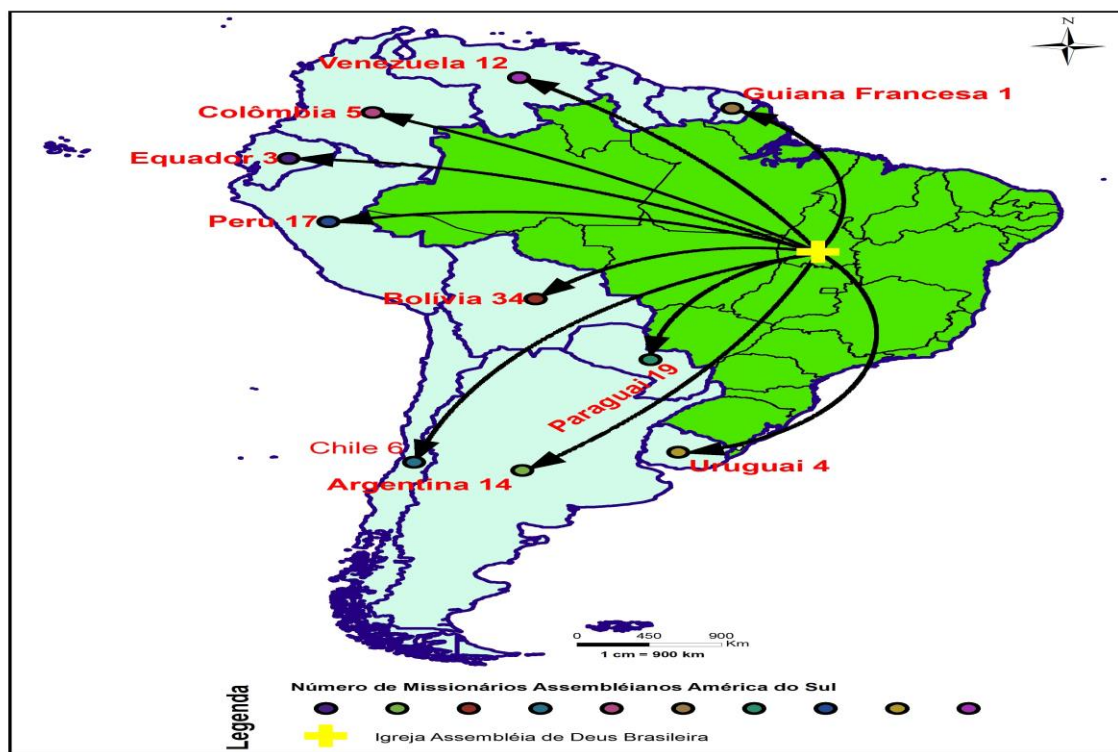 N
Venezuela 12
Guiana Francesa 1
Colômbia 5
Equador 3
Peru 17
Bolívia 34
Paraguai 19
Chile 6
Uruguai 4
Argentina 14
0 450 900
Km
1 cm = 900 km
Legenda
Número de Missionários Assembléianos América do Sul
Igreja Assembléia de Deus Brasileira